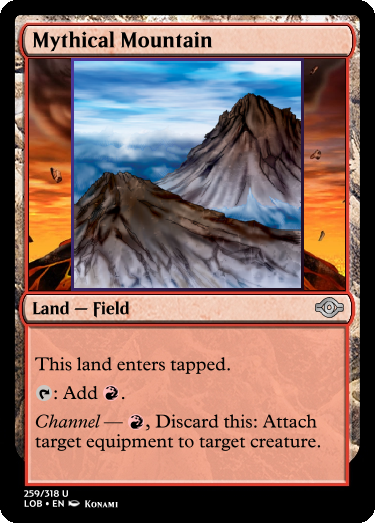 Mythical Mountain
Land — Field
This land enters tapped.
: Add .
Channel — , Discard this: Attach
target equipment to target creature.
259/318 U
LOB • EN Konami